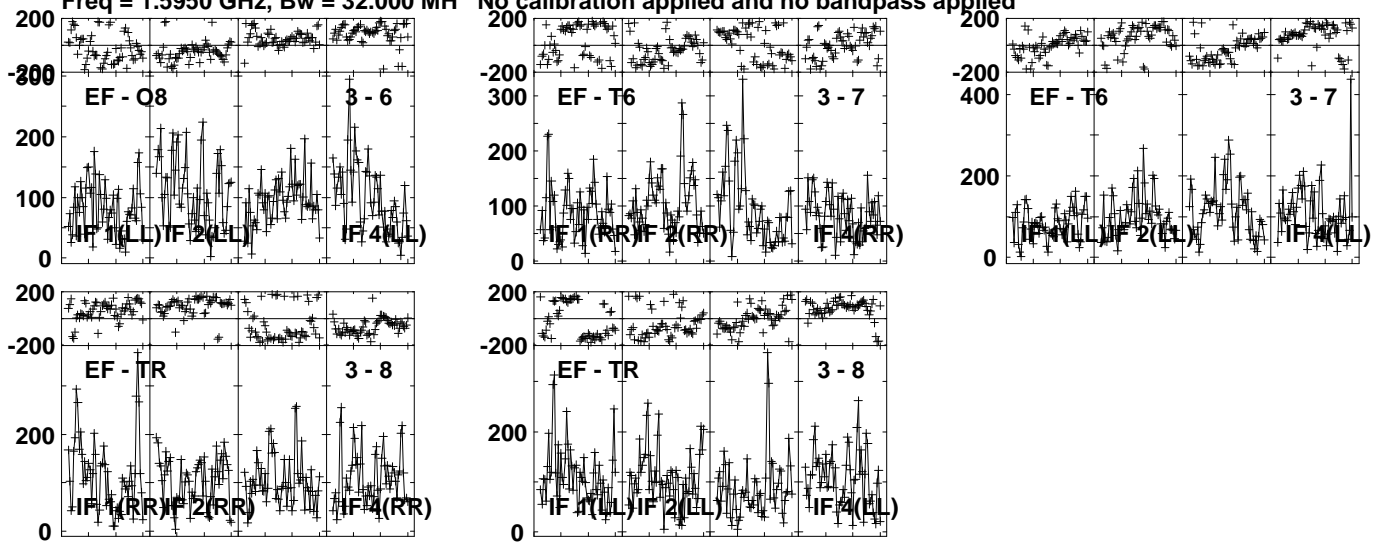 Freq = 1.5950 GHz, Bw = 32.000 MH No calibration applied and no bandpass applied
200
-200
300
200
100
0
EF - O8
3 - 6
IF 1(LL) IF 2(LL) IF 4(LL)
200
-200
300
200
100
0
EF - T6
3 - 7
IF 1(RR) IF 2(RR) IF 4(RR)
200
-200
400
200
0
EF - T6
3 - 7
IF 1(LL) IF 2(LL) IF 4(LL)
200
-200
200
0
EF - TR
3 - 8
IF 1(RR) IF 2(RR) IF 4(RR)
200
-200
200
0
EF - TR
3 - 8
IF 1(LL) IF 2(LL) IF 4(LL)